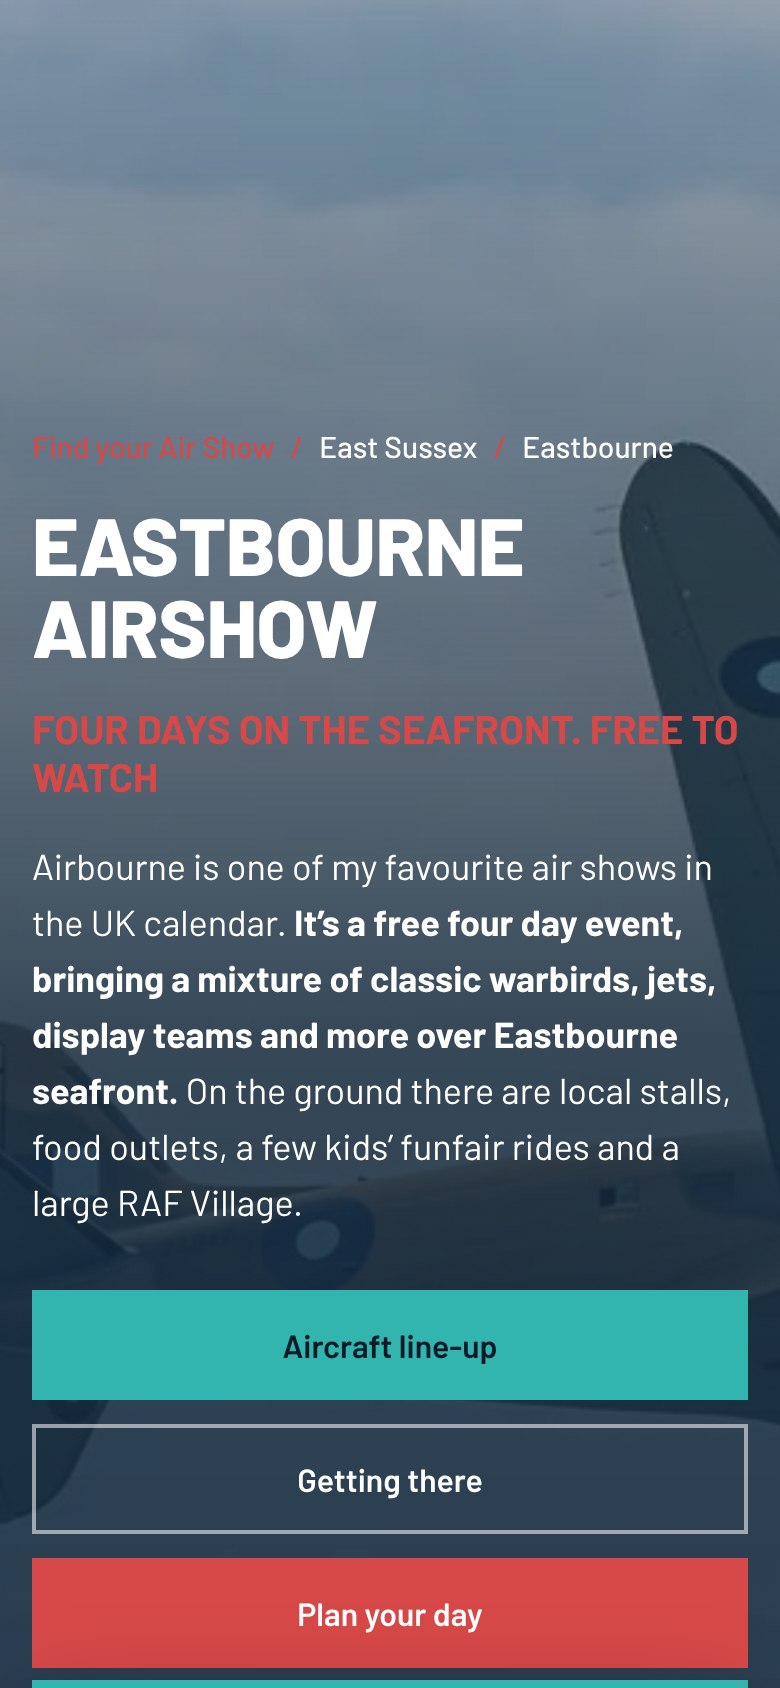 Find your Air Show / East Sussex / Eastbourne
EASTBOURNE
AIRSHOW
FOUR DAYS ON THE SEAFRONT. FREE TO
WATCH
Airbourne is one of my favourite air shows in
the UK calendar. It’s a free four day event,
bringing a mixture of classic warbirds, jets,
display teams and more over Eastbourne
seafront. On the ground there are local stalls,
food outlets, a few kids’ funfair rides and a
large RAF Village.
Aircraft line-up
Getting there
Plan your day